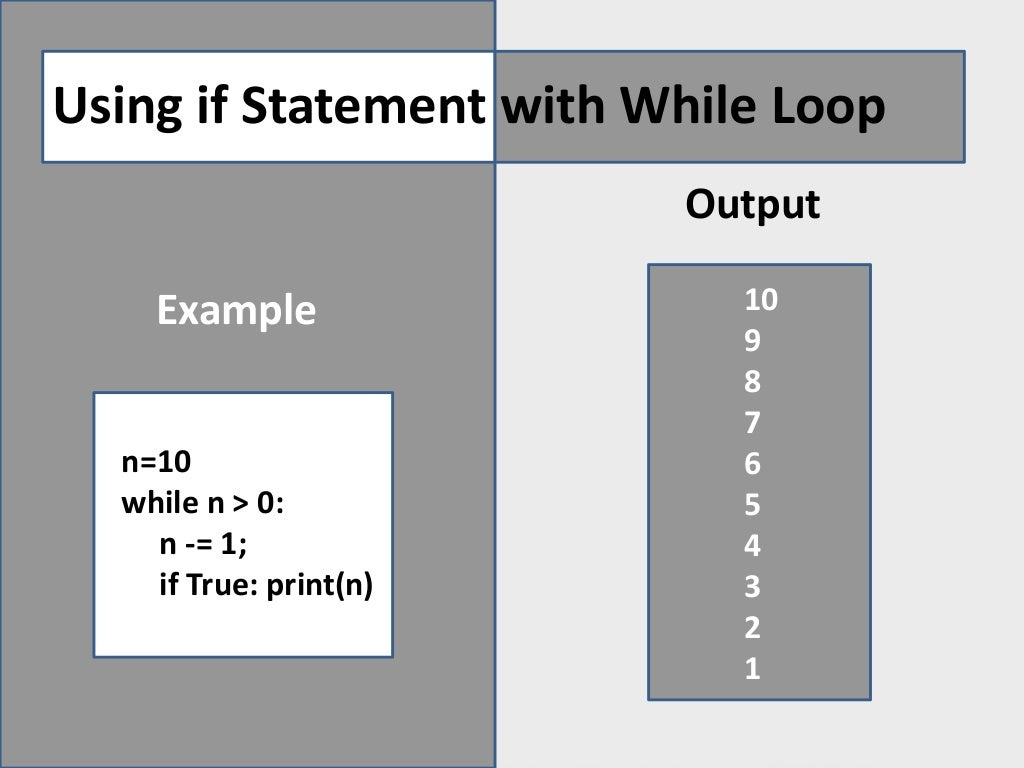 Using if Statement with While Loop
Example
n=10
while n > 0:
n -= 1;
if True: print(n)
Output
10
9
8
7
6
5
4
3
2
1